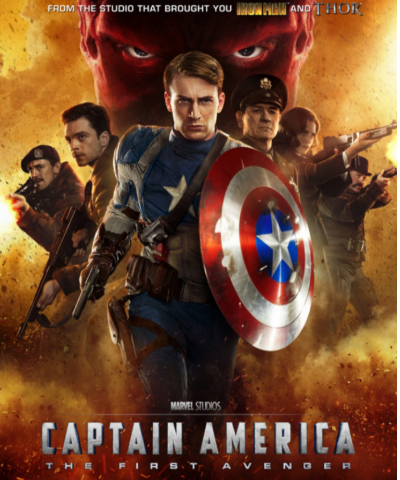 FROM THE STUDIO THAT BROUGHT YOU IRON MAN AND THOR
MARVEL STUDIOS
CAPTAIN AMERICA
THE FIRST AVENGER